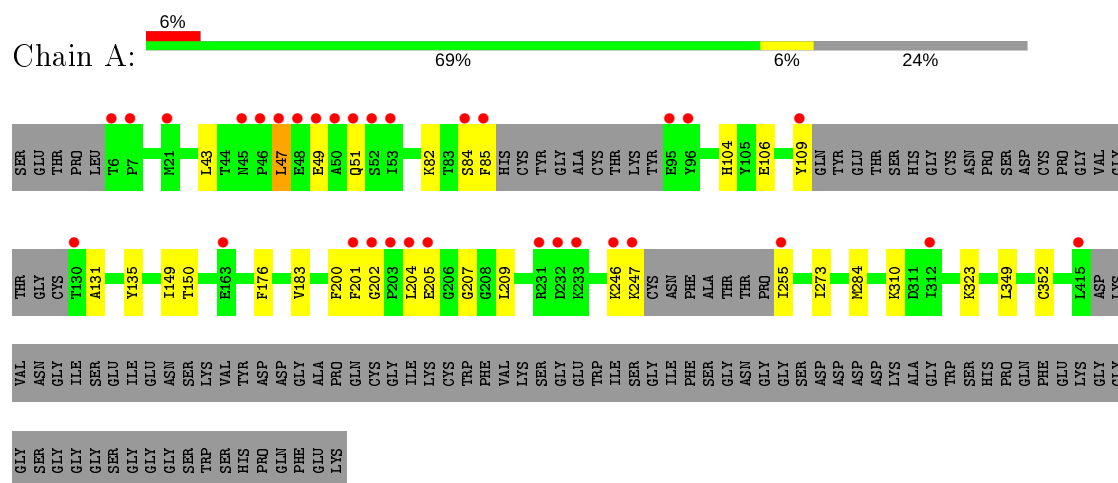 6%
Chain A:
69% 6% 24%
SER GLU THR PRO LEU T6 P7 M21 L43 T44 N45 P46 L47 E48 E49 A50 Q51 S52 I53 K82 T83 S84 F85 HIS CYS TYR GLY ALA CYS THR LYS TYR E95 Y96 H104 Y105 E106 Y109 GLN TYR GLU THR SER HIS GLY CYS ASN PRO SER ASP CYS PRO GLY VAL GLY
THR GLY CYS T130 A131 Y135 I149 T150 E163 F176 V183 F200 F201 G202 P203 L204 E205 G206 G207 G208 L209 R231 D232 K233 K246 K247 CYS ASN PHE ALA THR THR PRO I255 I273 M284 K310 D311 I312 K323 L349 C352 L415 ASP LYS
VAL ASN GLY ILE SER GLU ILE GLU ASN SER LYS VAL TYR ASP ASP GLY ALA PRO GLN CYS GLY ILE LYS CYS TRP PHE VAL LYS SER GLY GLU TRP ILE SER GLY ILE PHE SER GLY ASN GLY GLY SER ASP ASP ASP ASP LYS ALA GLY TRP SER HIS PRO GLN PHE GLU LYS GLY GLY
GLY SER GLY GLY GLY SER GLY GLY GLY SER TRP SER HIS PRO GLN PHE GLU LYS